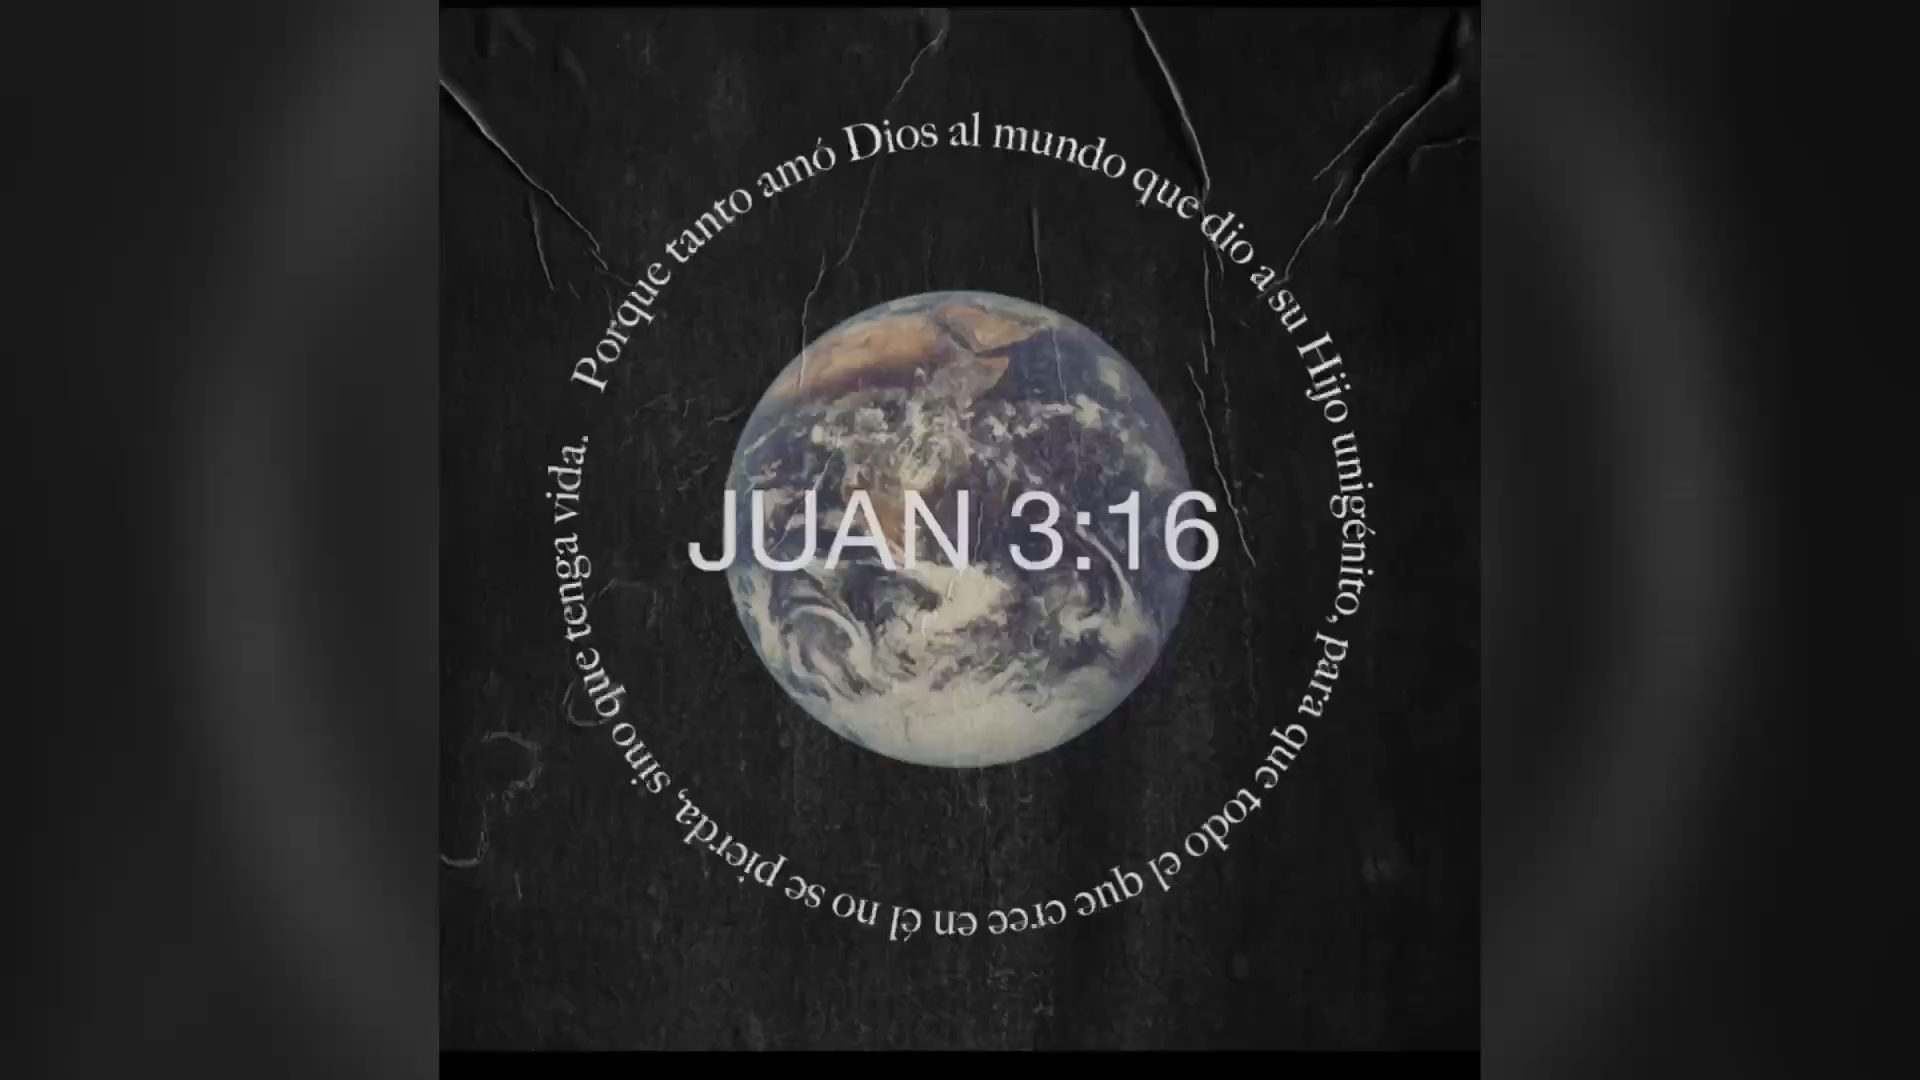 Porque tanto amó Dios al mundo que dio a su Hijo unigénito, para que todo el que cree en él no se pierda, sino que tenga vida.
JUAN 3:16